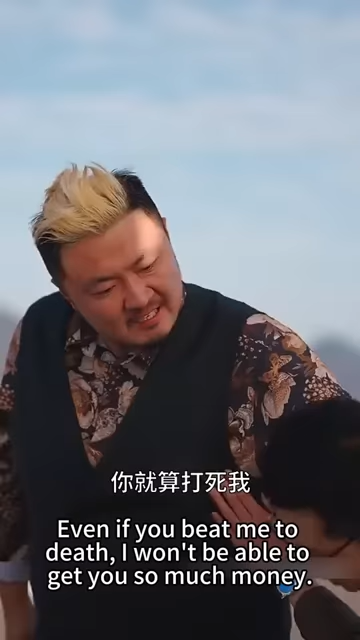 你就算打死我
Even if you beat me to
death, I won't be able to
get you so much money.